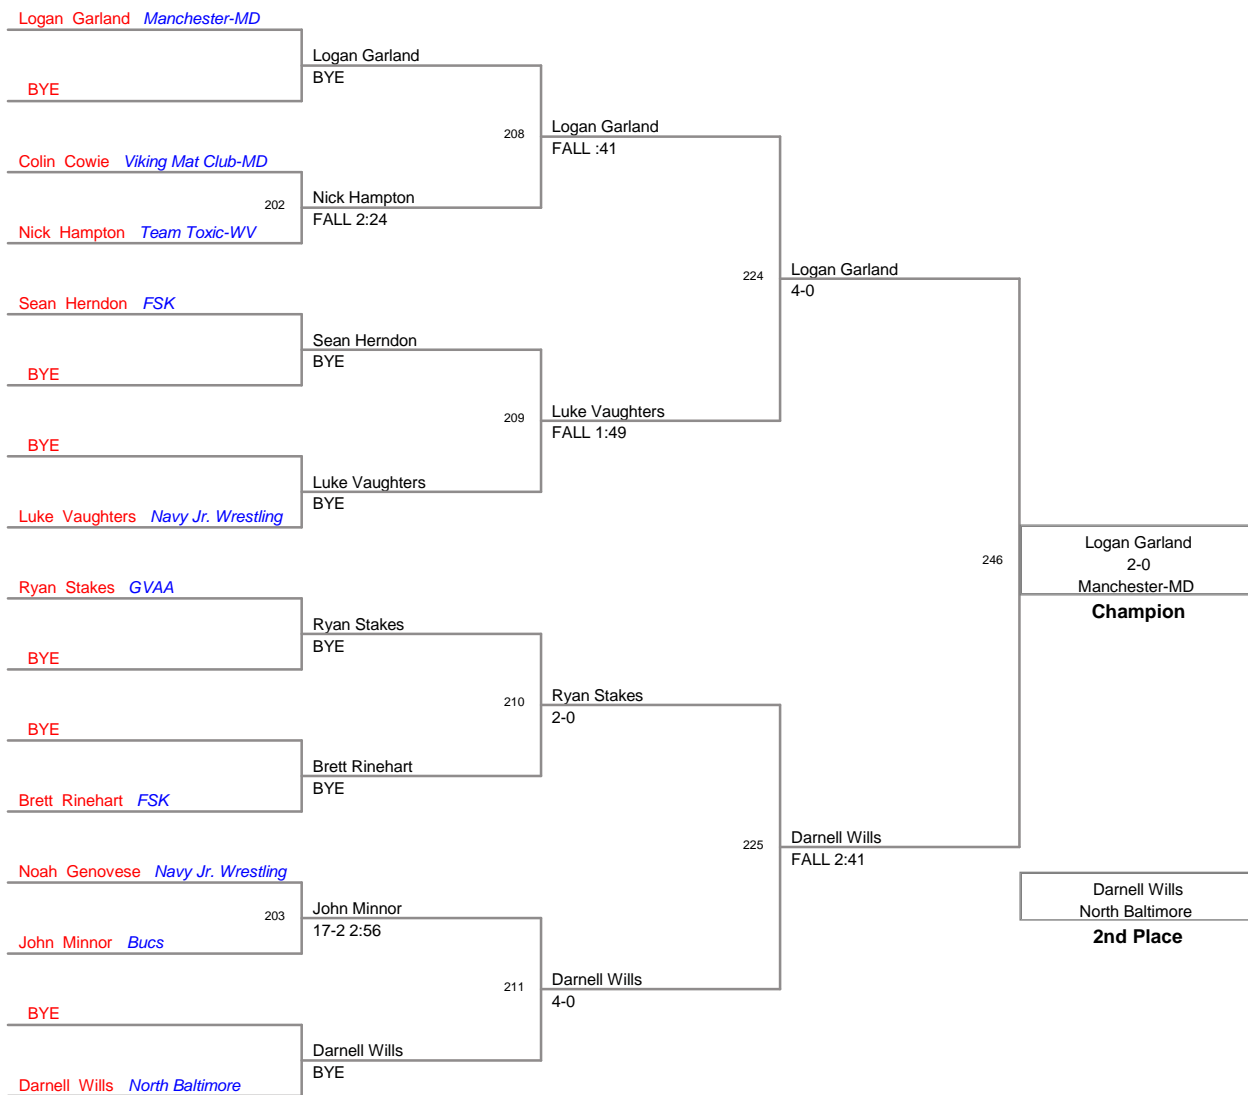 Logan Garland Manchester-MD
BYE
Colin Cowie Viking Mat Club-MD
Nick Hampton Team Toxic-WV
Sean Herndon FSK
BYE
BYE
Luke Vaughters Navy Jr. Wrestling
Ryan Stakes GVAA
BYE
BYE
Brett Rinehart FSK
Noah Genovese Navy Jr. Wrestling
John Minnor Bucs
BYE
Darnell Wills North Baltimore
Logan Garland
BYE
202
Nick Hampton
FALL 2:24
Sean Herndon
BYE
Luke Vaughters
BYE
Ryan Stakes
BYE
Brett Rinehart
BYE
203
John Minnor
17-2 2:56
Darnell Wills
BYE
208
Logan Garland
FALL :41
209
Luke Vaughters
FALL 1:49
210
Ryan Stakes
2-0
211
Darnell Wills
4-0
224
Logan Garland
4-0
225
Darnell Wills
FALL 2:41
246
Logan Garland
2-0
Manchester-MD
Champion
Darnell Wills
North Baltimore
2nd Place